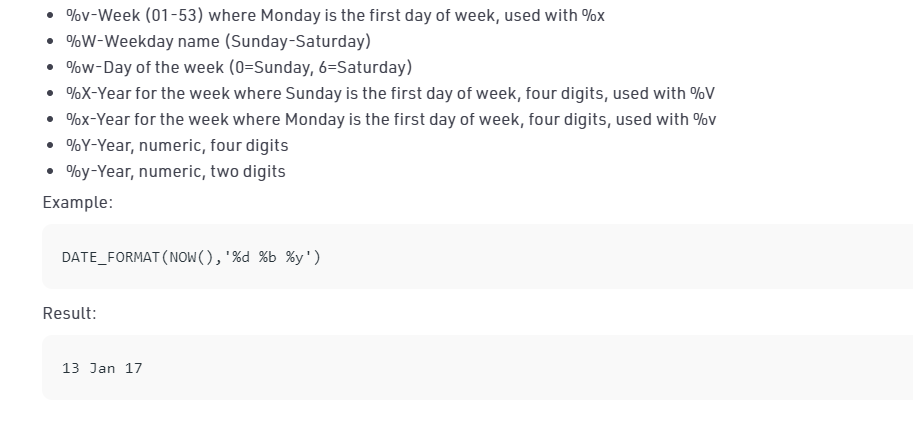 • %v-Week (01-53) where Monday is the first day of week, used with %x
• %W-Weekday name (Sunday-Saturday)
• %w-Day of the week (0=Sunday, 6=Saturday)
• %X-Year for the week where Sunday is the first day of week, four digits, used with %V
• %x-Year for the week where Monday is the first day of week, four digits, used with %v
• %Y-Year, numeric, four digits
• %y-Year, numeric, two digits
Example:
DATE_FORMAT(NOW(),'%d %b %y')
Result:
13 Jan 17